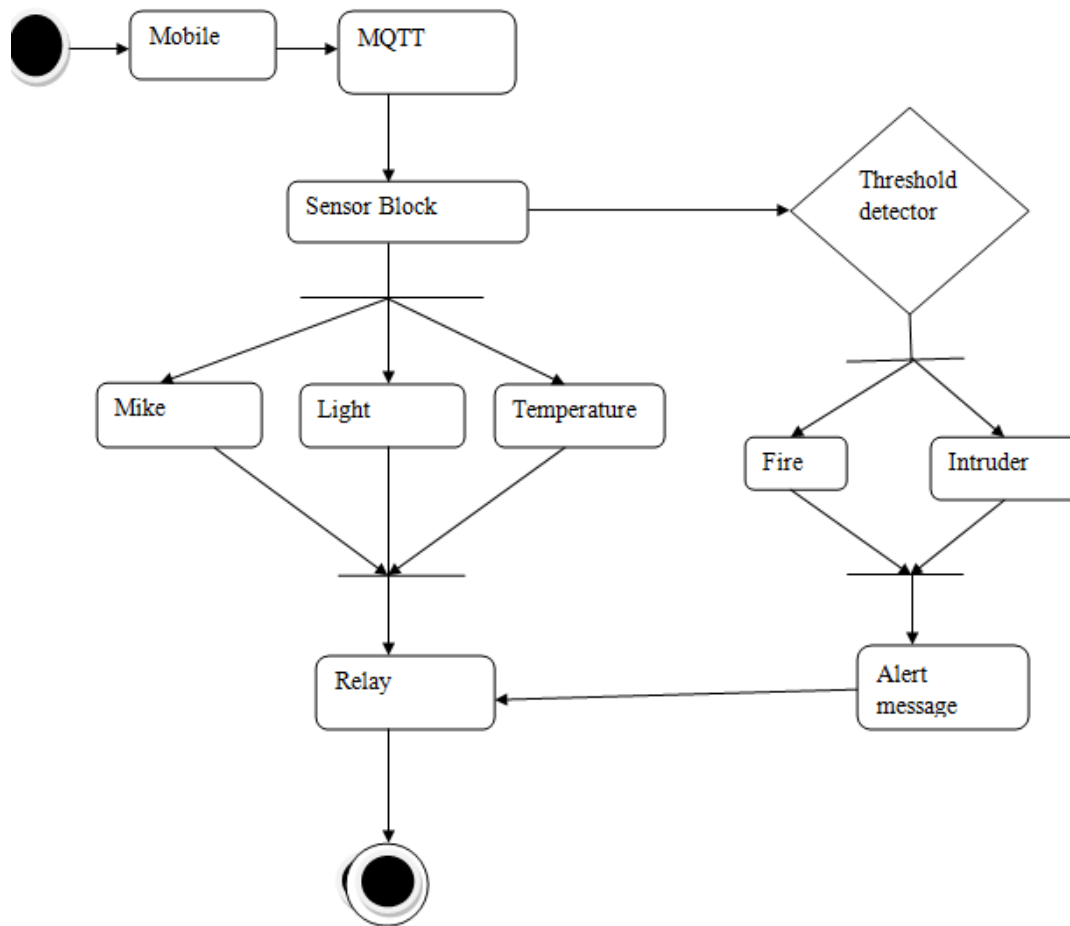 Mobile
MQTT
Sensor Block
Threshold
detector
Mike
Light
Temperature
Fire
Intruder
Relay
Alert
message